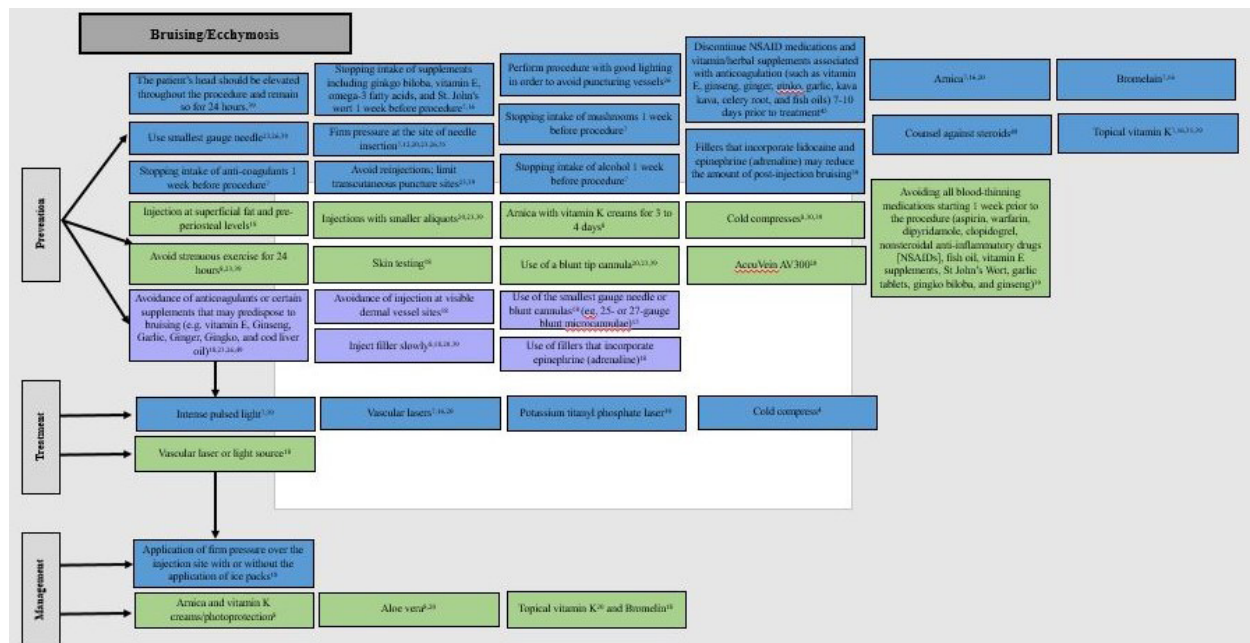 Bruising/Ecchymosis
Prevention
The patient's head should be elevated
throughout the procedure and remain
so for 24 hours.
Stopping intake of supplements
including ginkgo biloba, vitamin E,
omega-3 fatty acids, and St. John's
wort 1 week before procedure
Perform procedure with good lighting
in order to avoid puncturing vessels
Discontinue NSAID medications and
vitamin/herbal supplements associated
with anticoagulation (such as vitamin
E, ginseng, ginger, ginko, garlic, kava
kava, celery root, and fish oils) 7-10
days prior to treatment
Arnica
Bromelain
Use smallest gauge needle
Firm pressure at the site of needle
insertion
Stopping intake of mushrooms 1
week before procedure
Counsel against steroids
Topical vitamin K
Stopping intake of anti-coagulants 1
week before procedure
Avoid reinjections; limit
transcutaneous puncture sites
Stopping intake of alcohol 1
week before procedure
Fillers that incorporate lidocaine and
epinephrine (adrenaline) may reduce
the amount of post-injection bruising
Injection at superficial fat and pre-
periosteal levels
Injections with smaller aliquots
Arnica with vitamin K creams for 3 to
4 days
Cold compresses
Avoiding all blood-thinning
medications starting 1 week prior to
the procedure (aspirin, warfarin,
dipyridamole, clopidogrel,
nonsteroidal anti-inflammatory drugs
[NSAIDs], fish oil, vitamin E
supplements, St John's Wort, garlic
tablets, gingko biloba, and ginseng)
Avoid strenuous exercise for 24
hours
Skin testing
Use of a blunt tip cannula
AccuVein AV300
Avoidance of anticoagulants or certain
supplements that may predispose to
bruising (e.g. vitamin E, Ginseng,
Garlic, Ginger, Gingko, and cod liver
oil)
Avoidance of injection at visible
dermal vessel sites
Use of the smallest gauge needle or
blunt cannulas (eg, 25- or 27-gauge
blunt microcannulae)
Inject filler slowly
Use of fillers that incorporate
epinephrine (adrenaline)
Treatment
Intense pulsed light
Vascular lasers
Potassium titanyl phosphate laser
Cold compress
Vascular laser or light source
Management
Application of firm pressure over the
injection site with or without the
application of ice packs
Arnica and vitamin K
creams/photoprotection
Aloe vera
Topical vitamin K and Bromelin